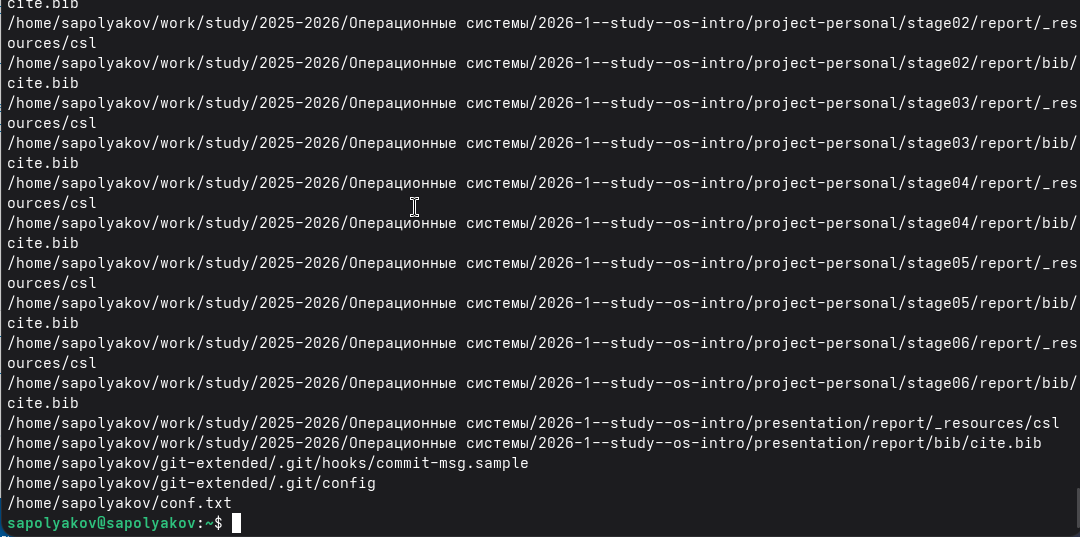 cite.bib
/home/sapolyakov/work/study/2025-2026/Операционные системы/2026-1--study--os-intro/project-personal/stage02/report/_res
ources/csl
/home/sapolyakov/work/study/2025-2026/Операционные системы/2026-1--study--os-intro/project-personal/stage02/report/bib/
cite.bib
/home/sapolyakov/work/study/2025-2026/Операционные системы/2026-1--study--os-intro/project-personal/stage03/report/_res
ources/csl
/home/sapolyakov/work/study/2025-2026/Операционные системы/2026-1--study--os-intro/project-personal/stage03/report/bib/
cite.bib
/home/sapolyakov/work/study/2025-2026/Операционные системы/2026-1--study--os-intro/project-personal/stage04/report/_res
ources/csl
/home/sapolyakov/work/study/2025-2026/Операционные системы/2026-1--study--os-intro/project-personal/stage04/report/bib/
cite.bib
/home/sapolyakov/work/study/2025-2026/Операционные системы/2026-1--study--os-intro/project-personal/stage05/report/_res
ources/csl
/home/sapolyakov/work/study/2025-2026/Операционные системы/2026-1--study--os-intro/project-personal/stage05/report/bib/
cite.bib
/home/sapolyakov/work/study/2025-2026/Операционные системы/2026-1--study--os-intro/project-personal/stage06/report/_res
ources/csl
/home/sapolyakov/work/study/2025-2026/Операционные системы/2026-1--study--os-intro/project-personal/stage06/report/bib/
cite.bib
/home/sapolyakov/work/study/2025-2026/Операционные системы/2026-1--study--os-intro/presentation/report/_resources/csl
/home/sapolyakov/work/study/2025-2026/Операционные системы/2026-1--study--os-intro/presentation/report/bib/cite.bib
/home/sapolyakov/git-extended/.git/hooks/commit-msg.sample
/home/sapolyakov/git-extended/.git/config
/home/sapolyakov/conf.txt
sapolyakov@sapolyakov:~$